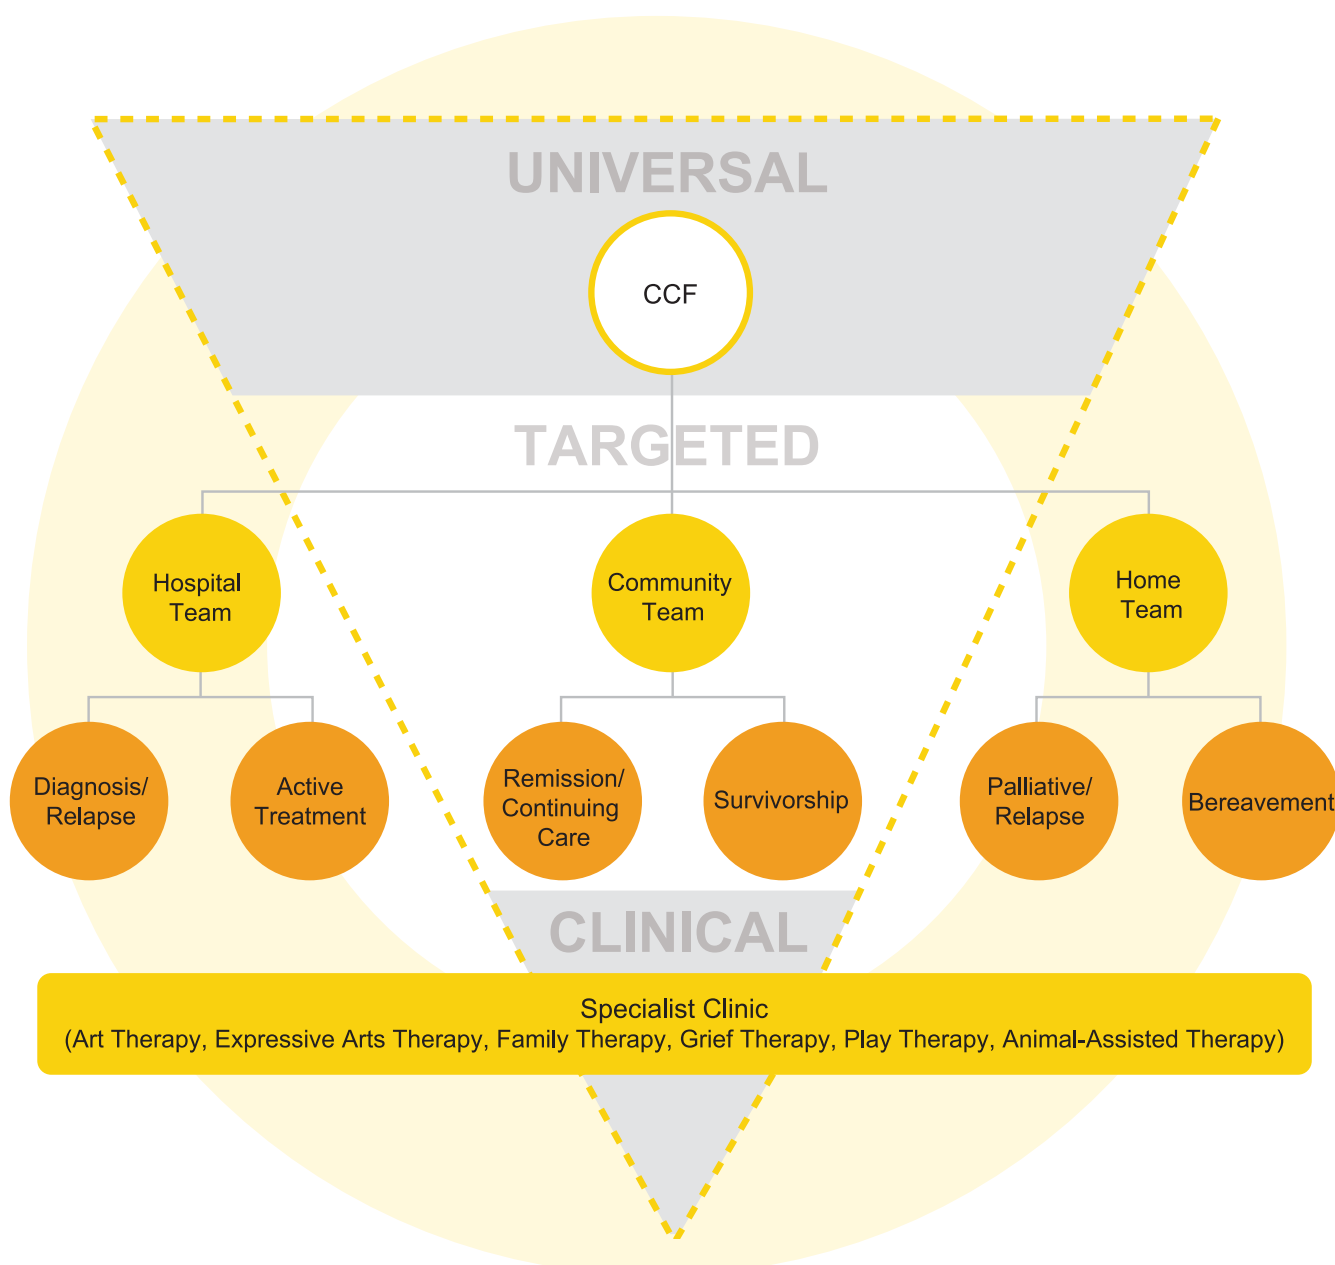 UNIVERSAL
CCF
TARGETED
Hospital
Team
Community
Team
Home
Team
Diagnosis/
Relapse
Active
Treatment
Remission/
Continuing
Care
Survivorship
Palliative/
Relapse
Bereavement
CLINICAL
Specialist Clinic
(Art Therapy, Expressive Arts Therapy, Family Therapy, Grief Therapy, Play Therapy, Animal-Assisted Therapy)